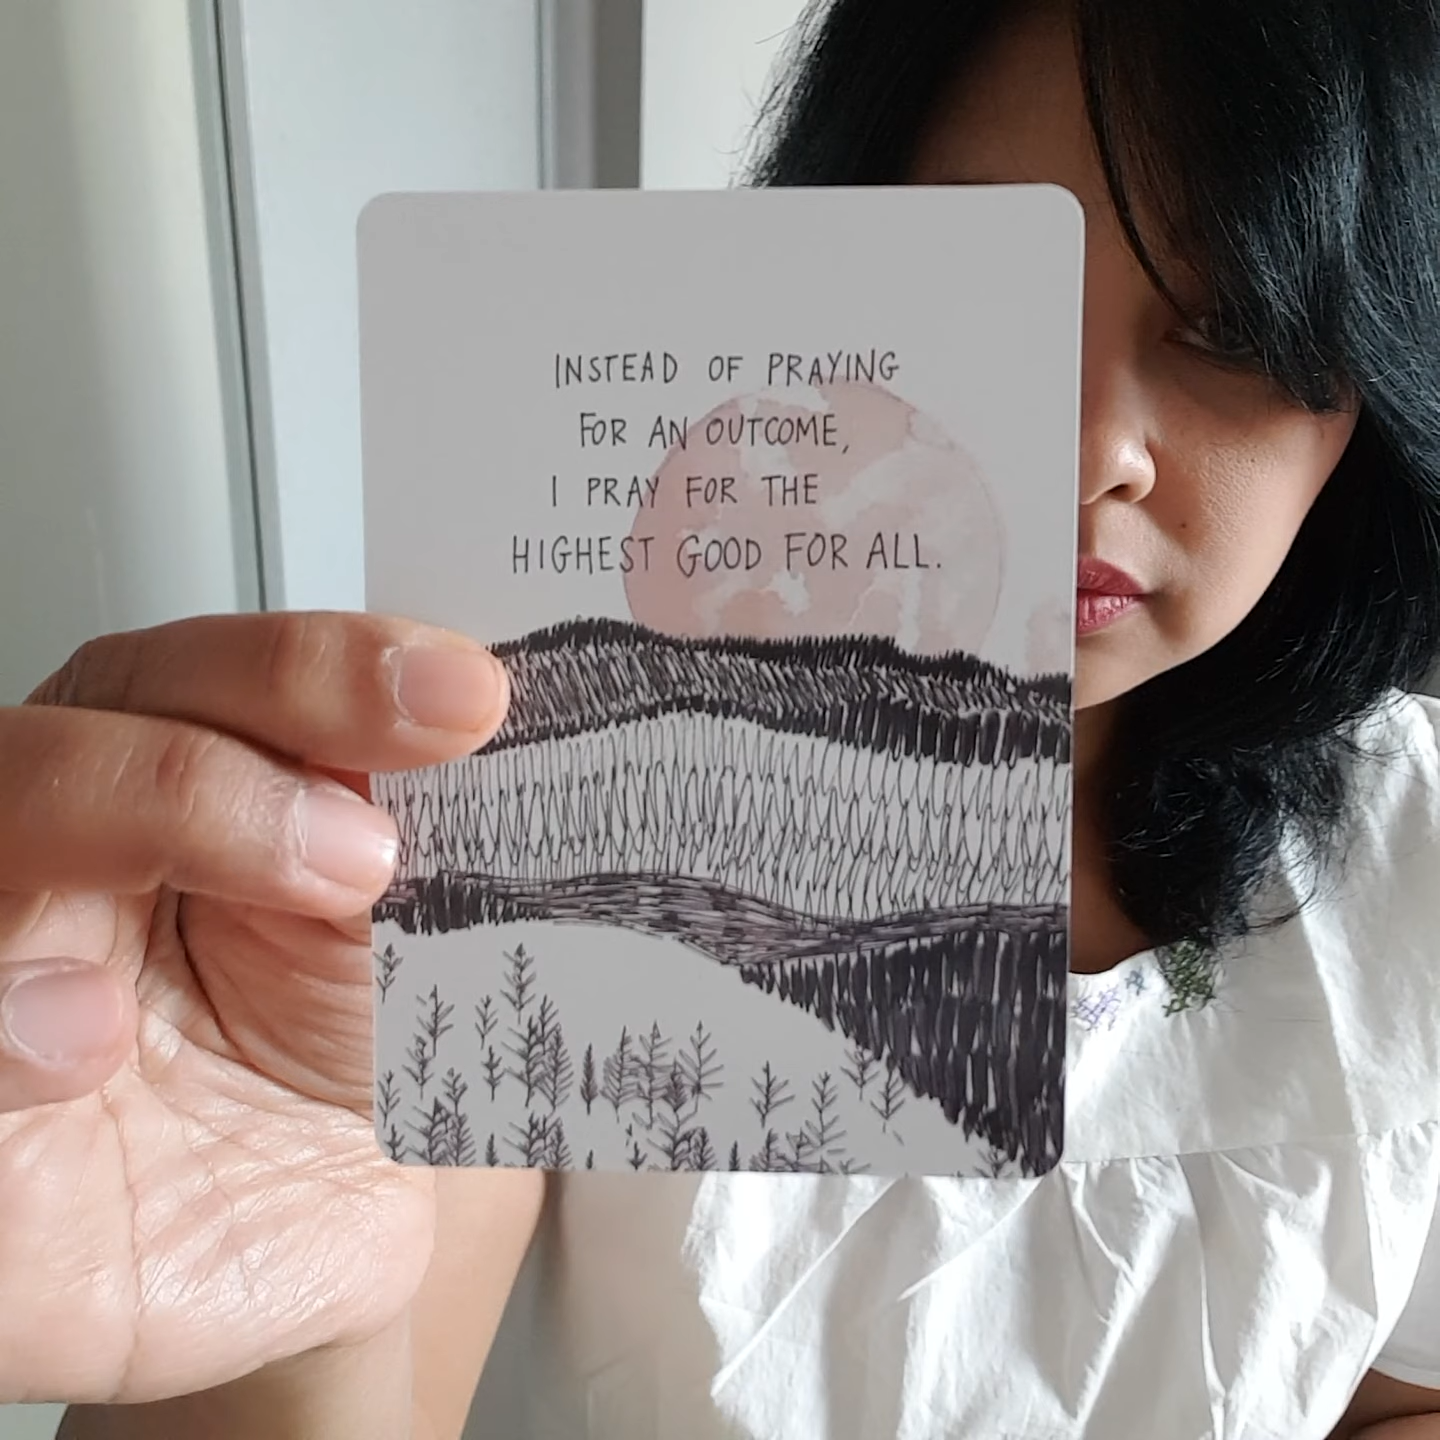 INSTEAD OF PRAYING
FOR AN OUTCOME,
I PRAY FOR THE
HIGHEST GOOD FOR ALL.